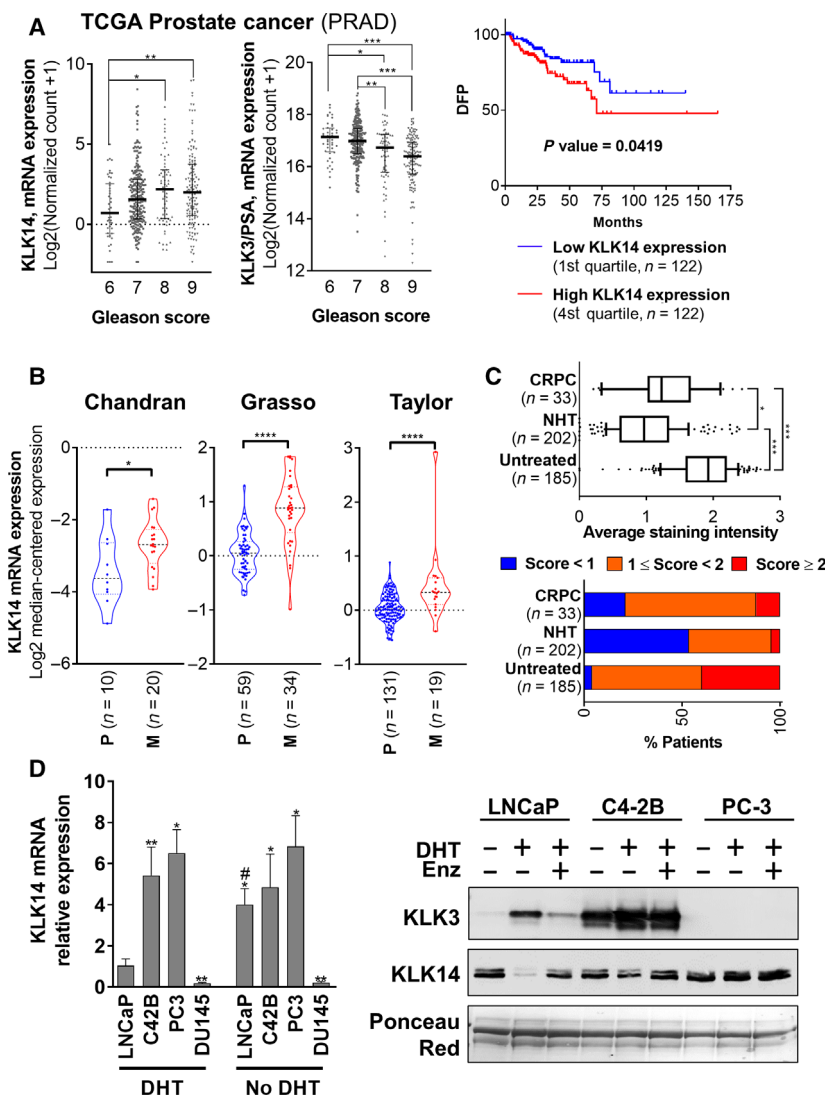 A
TCGA Prostate cancer (PRAD)
KLK14, mRNA expression
Log2(Normalized count +1)
10
5
0
**
*
6 7 8 9
Gleason score
KLK3/PSA, mRNA expression
Log2(Normalized count +1)
20
18
16
14
12
***
*
***
**
6 7 8 9
Gleason score
DFP
100
50
0
P value = 0.0419
0 25 50 75 100 125 150 175
Months
Low KLK14 expression
(1st quartile, n = 122)
High KLK14 expression
(4st quartile, n = 122)
B
KLK14 mRNA expression
Log2 median-centered expression
Chandran
0
−2
−4
−6
*
P (n = 10)
M (n = 20)
Grasso
2
1
0
−1
−2
****
P (n = 59)
M (n = 34)
Taylor
3
2
1
0
−1
****
P (n = 131)
M (n = 19)
C
CRPC
(n = 33)
NHT
(n = 202)
Untreated
(n = 185)
*
***
***
0 1 2 3
Average staining intensity
Score < 1
1 ≤ Score < 2
Score ≥ 2
CRPC
(n = 33)
NHT
(n = 202)
Untreated
(n = 185)
0 50 100
% Patients
D
KLK14 mRNA
relative expression
10
8
6
4
2
0
** * ** # * * * **
LNCaP C42B PC3 DU145 LNCaP C42B PC3 DU145
DHT No DHT
LNCaP C4-2B PC-3
DHT − + + − + + − + +
Enz − − + − − + − − +
KLK3
KLK14
Ponceau
Red